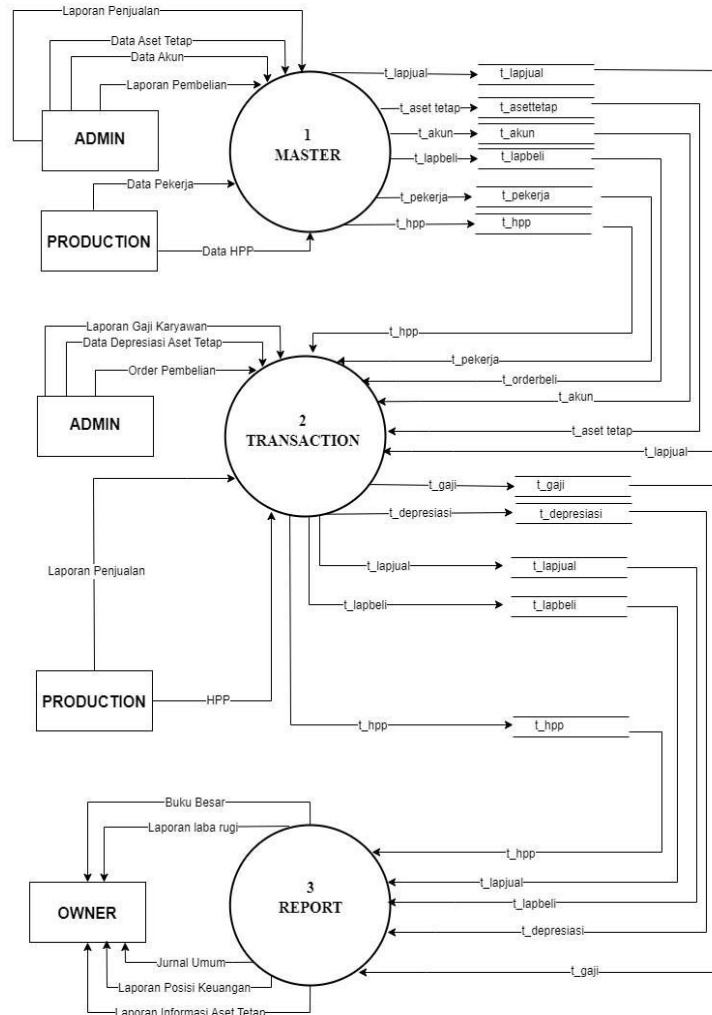 Laporan Penjualan
Data Aset Tetap
Data Akun
Laporan Pembelian
ADMIN
1
MASTER
t_lapjual
t_lapjual
t_aset tetap
t_asettetap
t_akun
t_akun
t_lapbeli
t_lapbeli
Data Pekerja
t_pekerja
t_pekerja
PRODUCTION
Data HPP
t_hpp
t_hpp
Laporan Gaji Karyawan
Data Depresiasi Aset Tetap
Order Pembelian
ADMIN
2
TRANSACTION
t_hpp
t_pekerja
t_orderbeli
t_akun
t_aset tetap
t_lapjual
t_gaji
t_gaji
t_depresiasi
t_depresiasi
Laporan Penjualan
t_lapjual
t_lapjual
t_lapbeli
t_lapbeli
PRODUCTION
HPP
t_hpp
t_hpp
Buku Besar
Laporan laba rugi
OWNER
3
REPORT
t_hpp
t_lapjual
t_lapbeli
t_depresiasi
t_gaji
Jurnal Umum
Laporan Posisi Keuangan
Laporan Informasi Aset Tetap